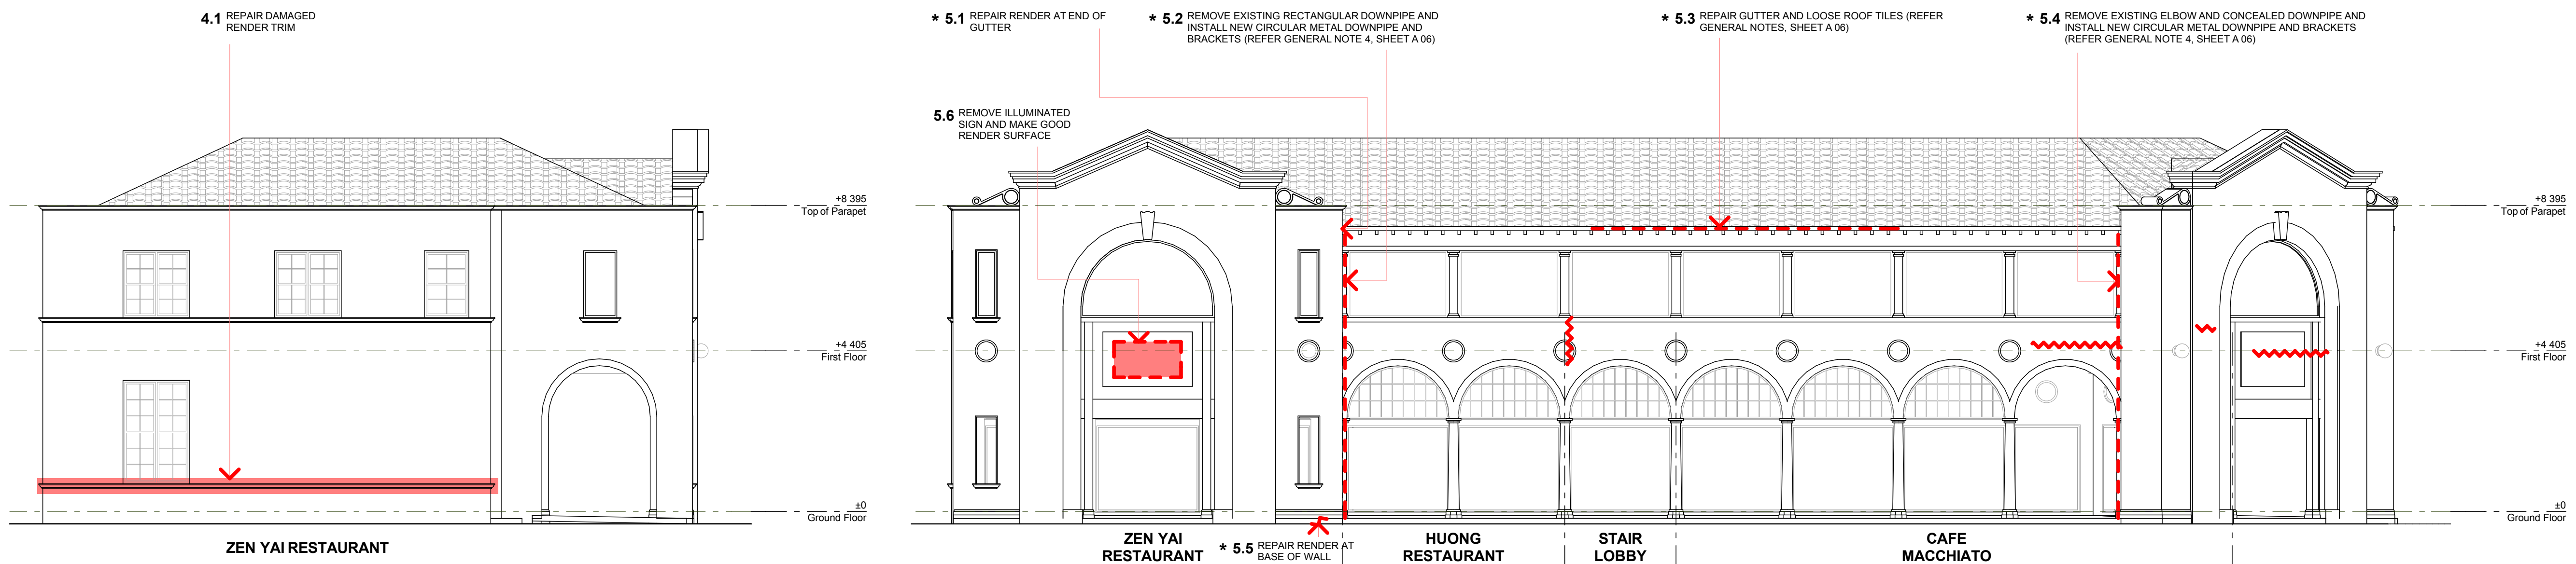 4.1 REPAIR DAMAGED
RENDER TRIM
* 5.1 REPAIR RENDER AT END OF
GUTTER
* 5.2 REMOVE EXISTING RECTANGULAR DOWNPIPE AND
INSTALL NEW CIRCULAR METAL DOWNPIPE AND
BRACKETS (REFER GENERAL NOTE 4, SHEET A 06)
* 5.3 REPAIR GUTTER AND LOOSE ROOF TILES (REFER
GENERAL NOTES, SHEET A 06)
* 5.4 REMOVE EXISTING ELBOW AND CONCEALED DOWNPIPE AND
INSTALL NEW CIRCULAR METAL DOWNPIPE AND BRACKETS
(REFER GENERAL NOTE 4, SHEET A 06)
5.6 REMOVE ILLUMINATED
SIGN AND MAKE GOOD
RENDER SURFACE
+8 395
Top of Parapet
+4 405
First Floor
±0
Ground Floor
+8 395
Top of Parapet
+4 405
First Floor
±0
Ground Floor
ZEN YAI RESTAURANT
ZEN YAI
RESTAURANT
* 5.5 REPAIR RENDER AT
BASE OF WALL
HUONG
RESTAURANT
STAIR
LOBBY
CAFE
MACCHIATO